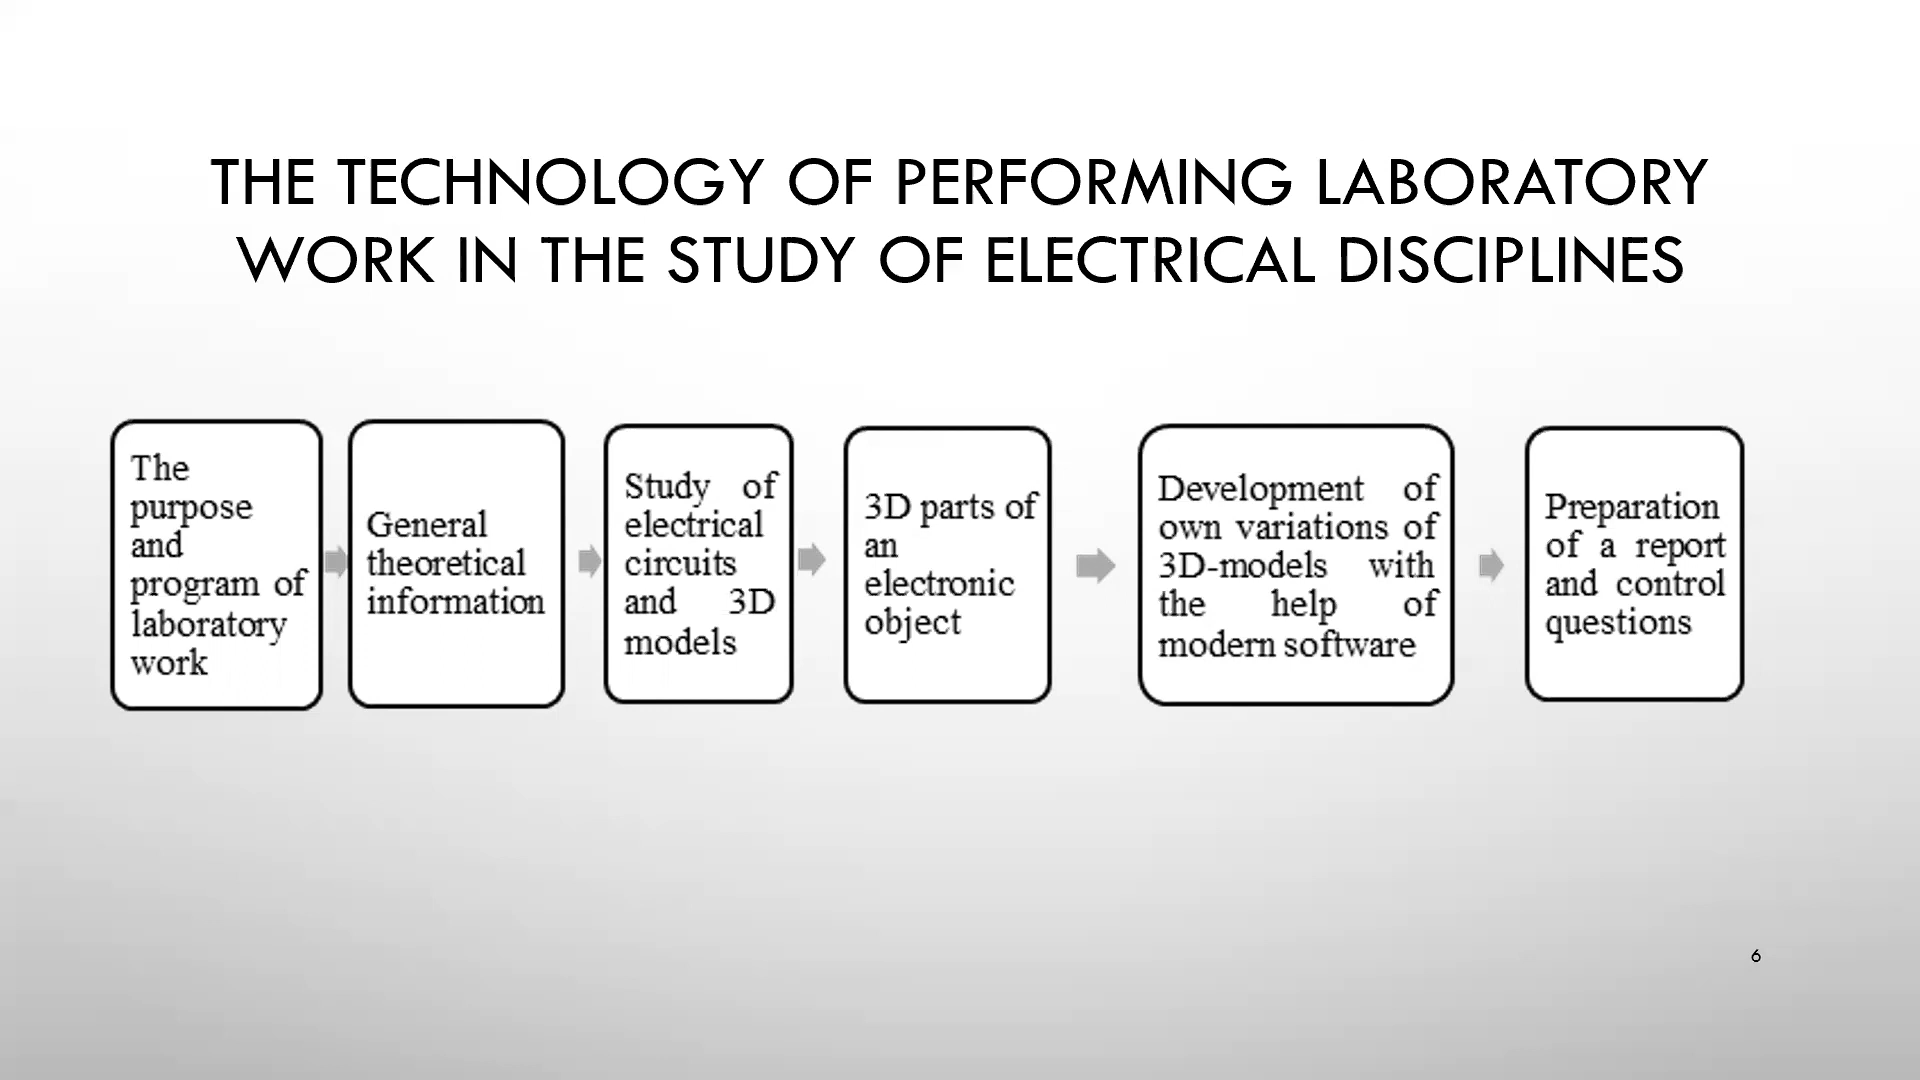 THE TECHNOLOGY OF PERFORMING LABORATORY
WORK IN THE STUDY OF ELECTRICAL DISCIPLINES
The
purpose
and
program of
laboratory
work
General
theoretical
information
Study of
electrical
circuits
and 3D
models
3D parts of
an
electronic
object
Development of
own variations of
3D-models with
the help of
modern software
Preparation
of a report
and control
questions
6